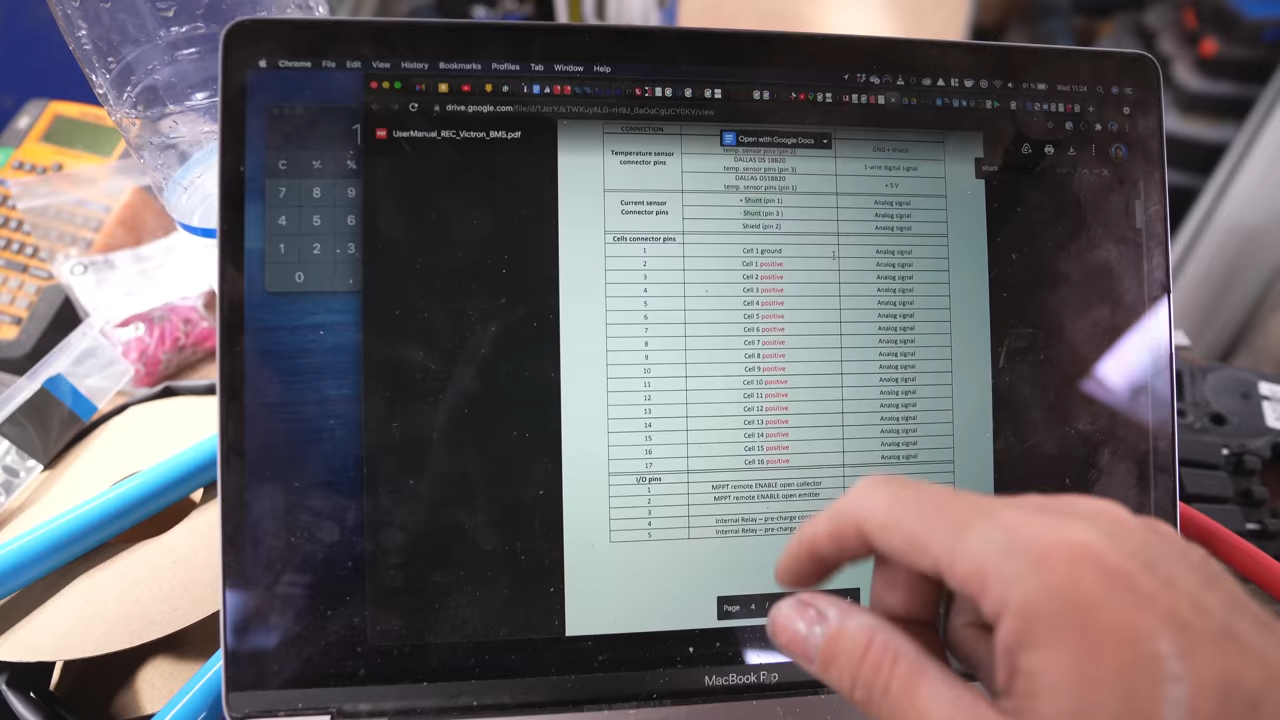 Chrome File Edit View History Bookmarks Profiles Tab Window Help
91 % Wed 11:24
UserManual_REC_Victron_BMS.pdf
Open with Google Docs
shunt
C
7 8 9
4 5 6
1 2 3
0 ,
CONNECTION
Temperature sensor connector pins
temp. sensor pins (pin 2) GND + shield
DALLAS DS 18B20 temp. sensor pins (pin 3) 1-wire digital signal
DALLAS DS18B20 temp. sensor pins (pin 1) + 5 V
Current sensor Connector pins
+ Shunt (pin 1) Analog signal
- Shunt (pin 3 ) Analog signal
Shield (pin 2) Analog signal
Cells connector pins
1 Cell 1 ground Analog signal
2 Cell 1 positive Analog signal
3 Cell 2 positive Analog signal
4 Cell 3 positive Analog signal
5 Cell 4 positive Analog signal
6 Cell 5 positive Analog signal
7 Cell 6 positive Analog signal
8 Cell 7 positive Analog signal
9 Cell 8 positive Analog signal
10 Cell 9 positive Analog signal
11 Cell 10 positive Analog signal
12 Cell 11 positive Analog signal
13 Cell 12 positive Analog signal
14 Cell 13 positive Analog signal
15 Cell 14 positive Analog signal
16 Cell 15 positive Analog signal
17 Cell 16 positive Analog signal
I/O pins
1 MPPT remote ENABLE open collector
2 MPPT remote ENABLE open emitter
3 -
4 Internal Relay – pre-charge
5 Internal Relay – pre-charge
Page 4 /
MacBook Pro